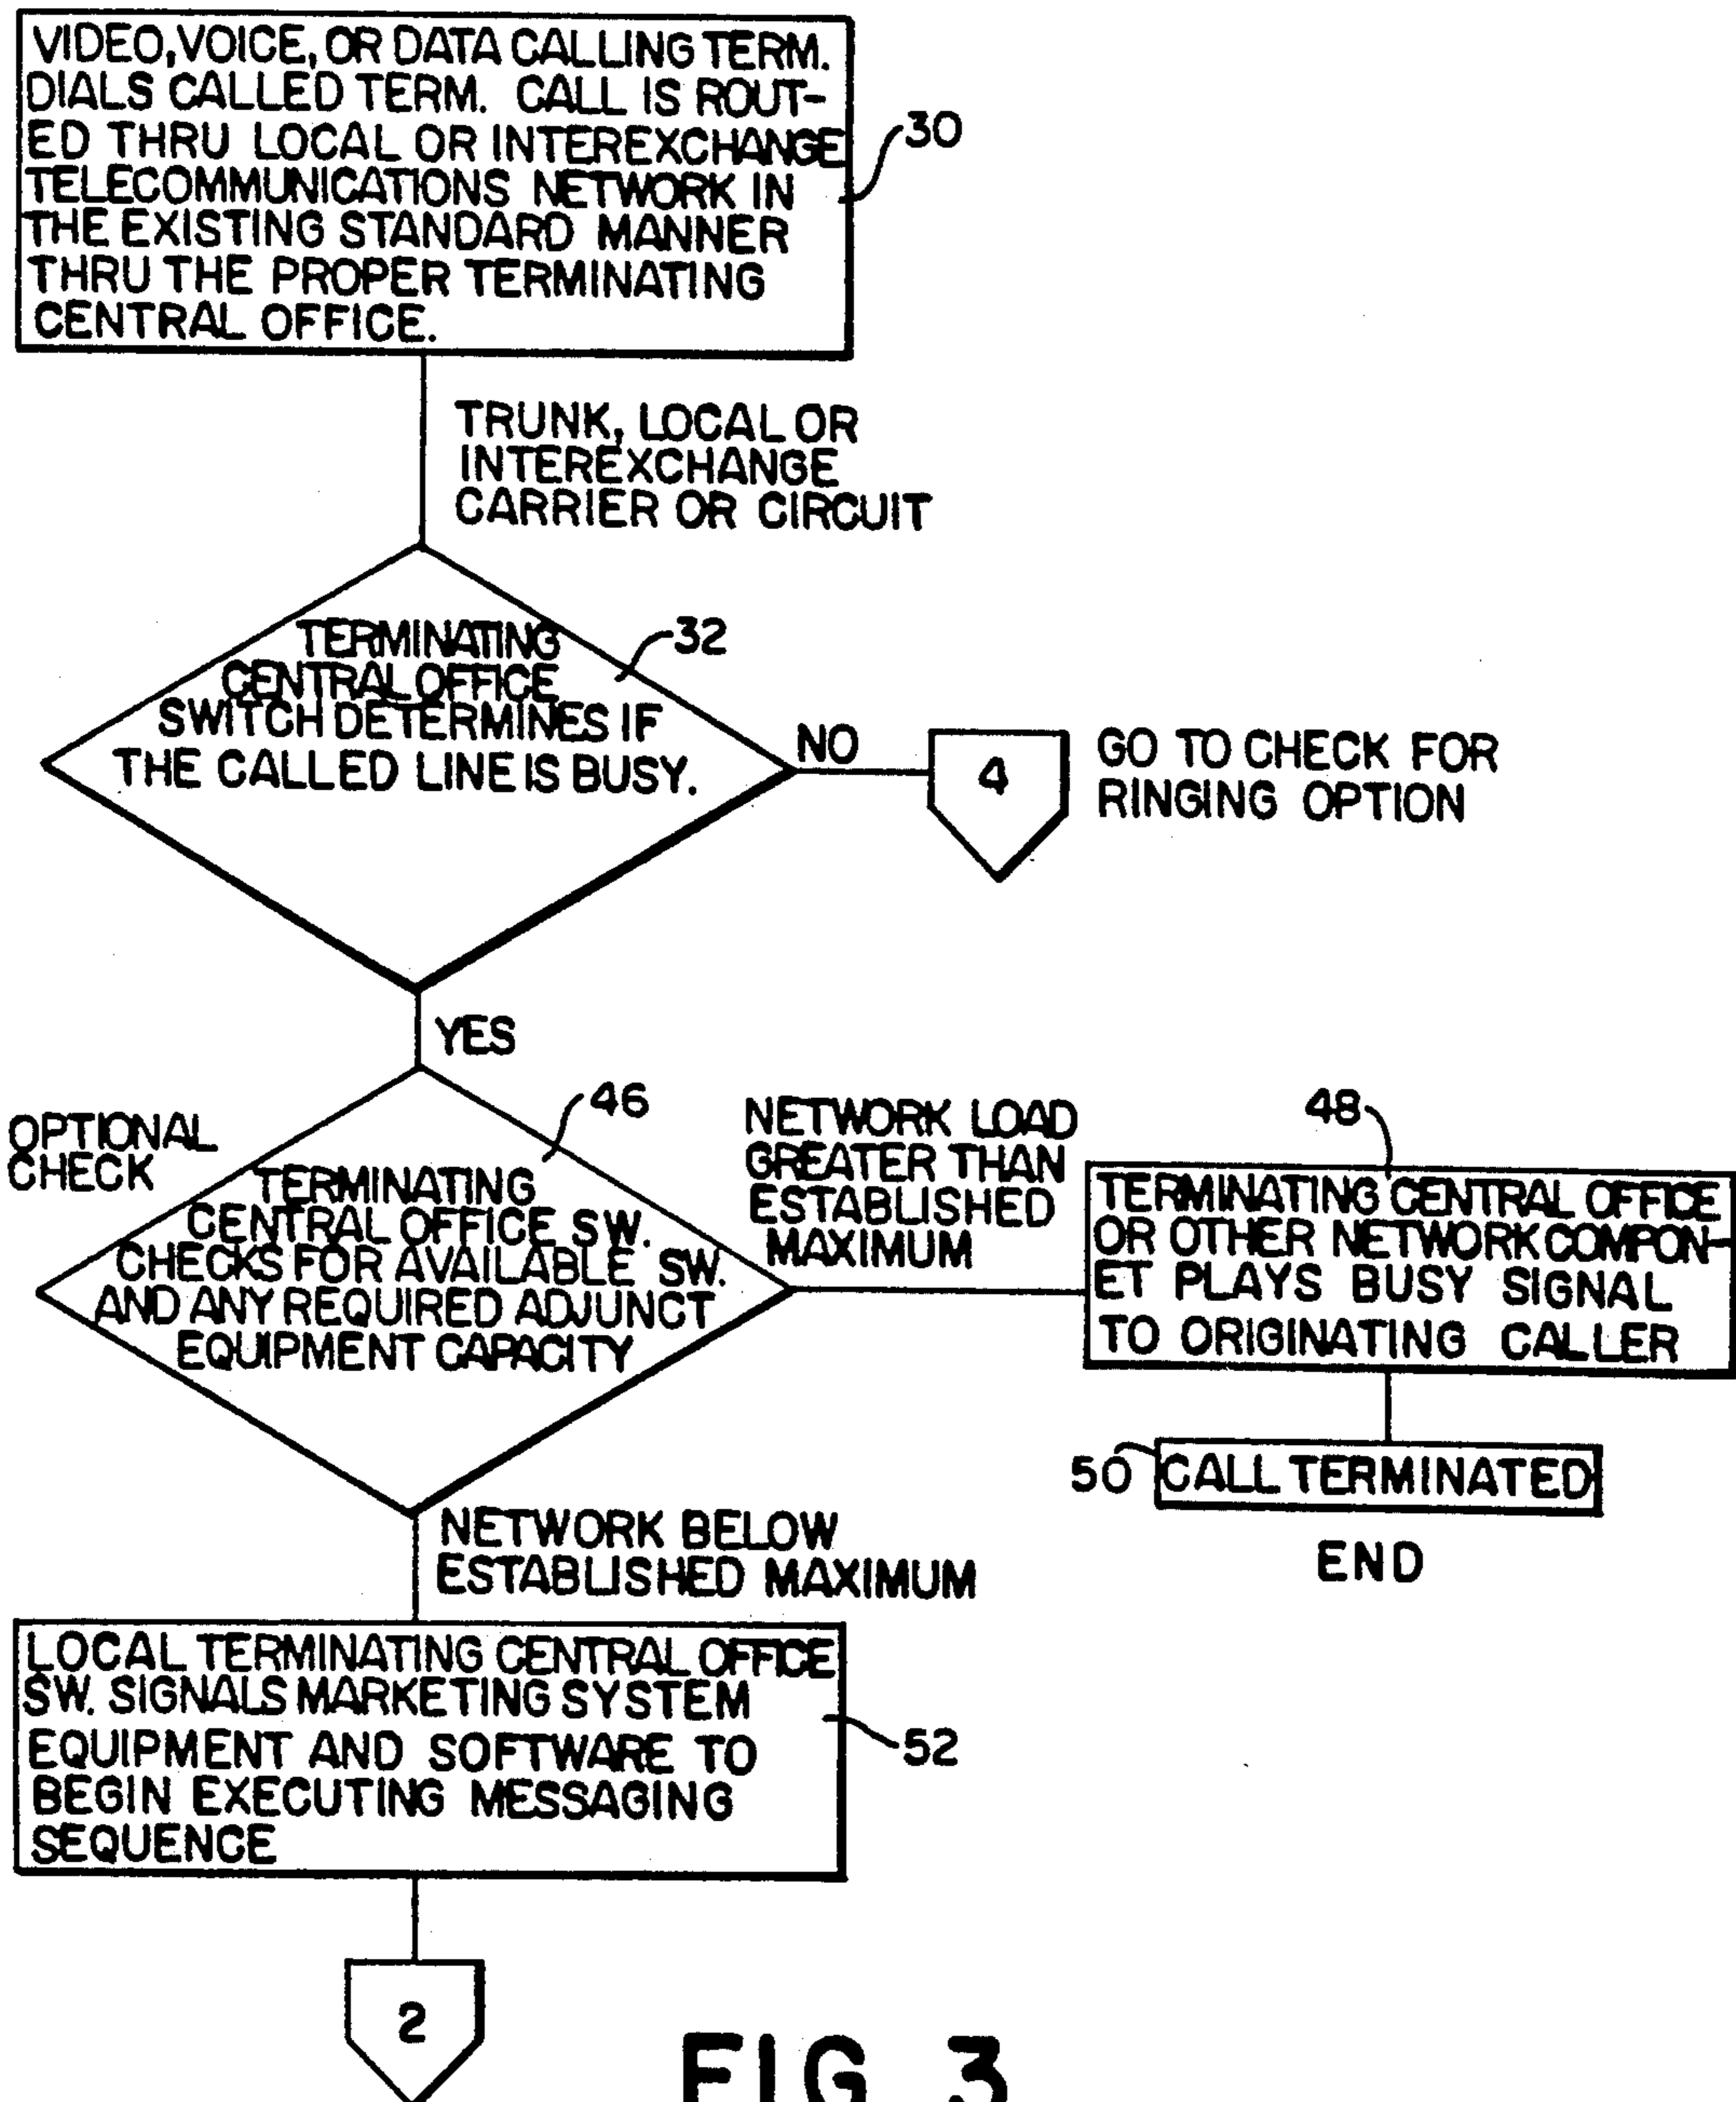 VIDEO, VOICE, OR DATA CALLING TERM.
DIALS CALLED TERM. CALL IS ROUT-
ED THRU LOCAL OR INTEREXCHANGE
TELECOMMUNICATIONS NETWORK IN
THE EXISTING STANDARD MANNER
THRU THE PROPER TERMINATING
CENTRAL OFFICE.
30
TRUNK, LOCAL OR
INTEREXCHANGE
CARRIER OR CIRCUIT
TERMINATING
CENTRAL OFFICE
SWITCH DETERMINES IF
THE CALLED LINE IS BUSY.
32
NO
4
GO TO CHECK FOR
RINGING OPTION
YES
OPTIONAL
CHECK
46
TERMINATING
CENTRAL OFFICE SW.
CHECKS FOR AVAILABLE SW.
AND ANY REQUIRED ADJUNCT
EQUIPMENT CAPACITY
NETWORK LOAD
GREATER THAN
ESTABLISHED
MAXIMUM
48
TERMINATING CENTRAL OFFICE
OR OTHER NETWORK COMPON-
ET PLAYS BUSY SIGNAL
TO ORIGINATING CALLER
50
CALL TERMINATED
END
NETWORK BELOW
ESTABLISHED MAXIMUM
LOCAL TERMINATING CENTRAL OFFICE
SW. SIGNALS MARKETING SYSTEM
EQUIPMENT AND SOFTWARE TO
BEGIN EXECUTING MESSAGING
SEQUENCE
52
2
FIG. 3